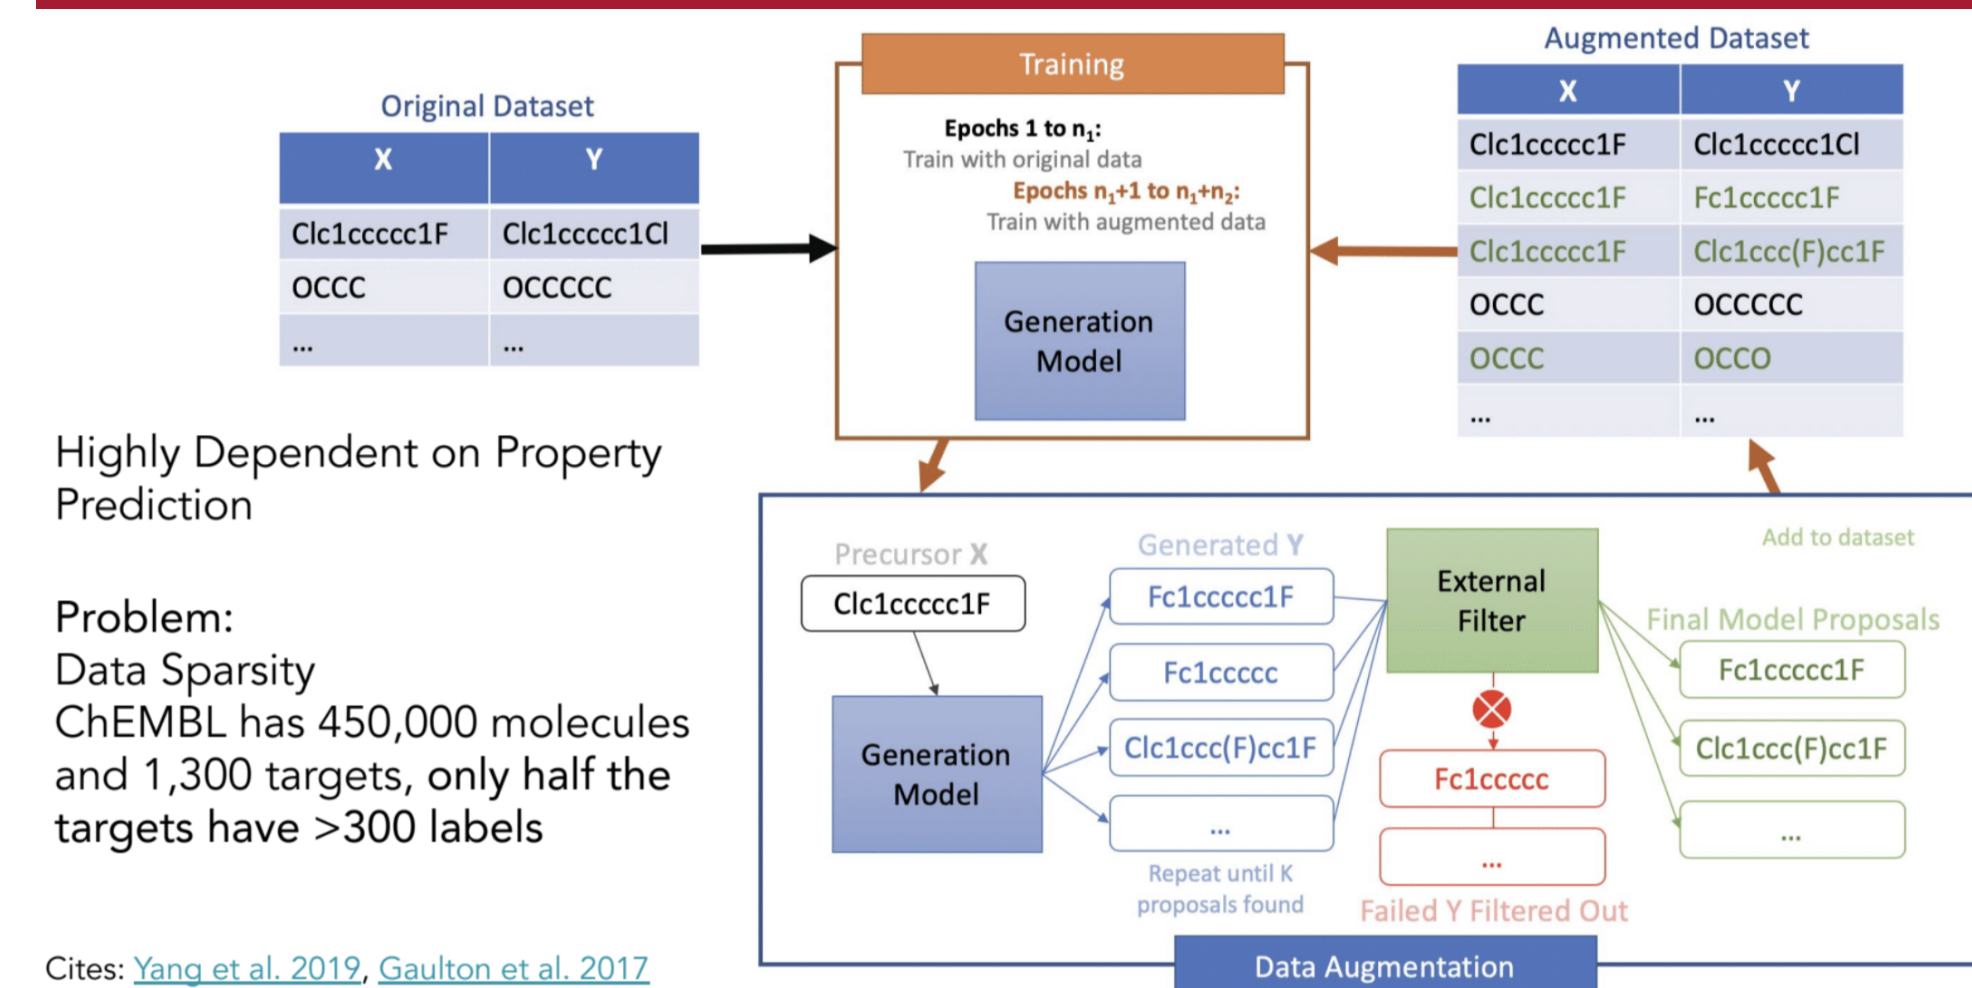 Original Dataset
X Y
Clc1ccccc1F Clc1ccccc1Cl
OCCC OCCCCC
... ...
Training
Epochs 1 to n₁:
Train with original data
Epochs n₁+1 to n₁+n₂:
Train with augmented data
Generation
Model
Augmented Dataset
X Y
Clc1ccccc1F Clc1ccccc1Cl
Clc1ccccc1F Fc1ccccc1F
Clc1ccccc1F Clc1ccc(F)cc1F
OCCC OCCCCC
OCCC OCCO
... ...
Highly Dependent on Property
Prediction
Problem:
Data Sparsity
ChEMBL has 450,000 molecules
and 1,300 targets, only half the
targets have >300 labels
Cites: Yang et al. 2019, Gaulton et al. 2017
Precursor X
Clc1ccccc1F
Generation
Model
Generated Y
Fc1ccccc1F
Fc1ccccc
Clc1ccc(F)cc1F
...
Repeat until K
proposals found
External
Filter
Fc1ccccc
...
Failed Y Filtered Out
Add to dataset
Final Model Proposals
Fc1ccccc1F
Clc1ccc(F)cc1F
...
Data Augmentation